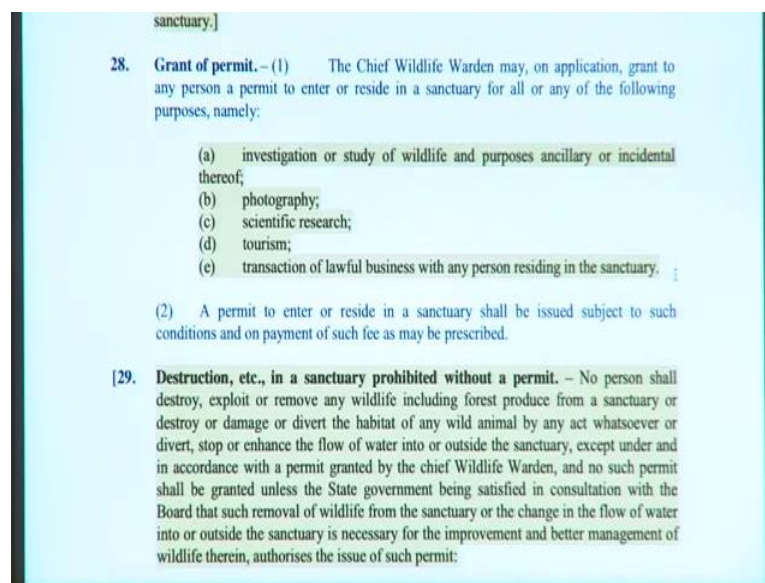 sanctuary.]
28. Grant of permit. – (1) The Chief Wildlife Warden may, on application, grant to
any person a permit to enter or reside in a sanctuary for all or any of the following
purposes, namely:
(a) investigation or study of wildlife and purposes ancillary or incidental
thereof;
(b) photography;
(c) scientific research;
(d) tourism;
(e) transaction of lawful business with any person residing in the sanctuary.
(2) A permit to enter or reside in a sanctuary shall be issued subject to such
conditions and on payment of such fee as may be prescribed.
[29. Destruction, etc., in a sanctuary prohibited without a permit. – No person shall
destroy, exploit or remove any wildlife including forest produce from a sanctuary or
destroy or damage or divert the habitat of any wild animal by any act whatsoever or
divert, stop or enhance the flow of water into or outside the sanctuary, except under and
in accordance with a permit granted by the chief Wildlife Warden, and no such permit
shall be granted unless the State government being satisfied in consultation with the
Board that such removal of wildlife from the sanctuary or the change in the flow of water
into or outside the sanctuary is necessary for the improvement and better management of
wildlife therein, authorises the issue of such permit: